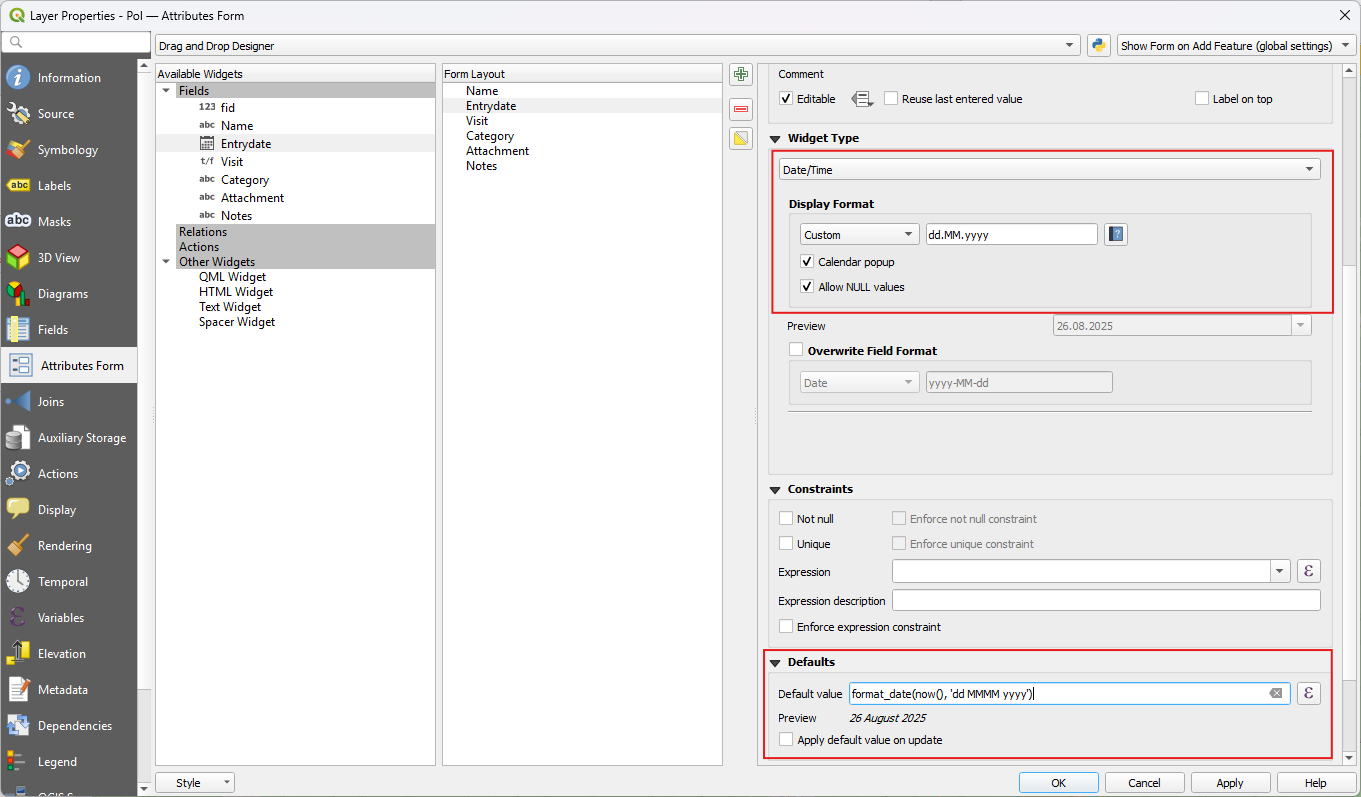 Layer Properties - PoI — Attributes Form
Information
Source
Symbology
abc Labels
abc Masks
3D View
Diagrams
Fields
Attributes Form
Joins
Auxiliary Storage
Actions
Display
Rendering
Temporal
Variables
Elevation
Metadata
Dependencies
Legend
Drag and Drop Designer
Show Form on Add Feature (global settings)
Available Widgets
Fields
123 fid
abc Name
Entrydate
t/f Visit
abc Category
abc Attachment
abc Notes
Relations
Actions
Other Widgets
QML Widget
HTML Widget
Text Widget
Spacer Widget
Form Layout
Name
Entrydate
Visit
Category
Attachment
Notes
Comment
Editable Reuse last entered value Label on top
Widget Type
Date/Time
Display Format
Custom dd.MM.yyyy
Calendar popup
Allow NULL values
Preview 26.08.2025
Overwrite Field Format
Date yyyy-MM-dd
Constraints
Not null Enforce not null constraint
Unique Enforce unique constraint
Expression ε
Expression description
Enforce expression constraint
Defaults
Default value format_date(now(), 'dd MMMM yyyy') ε
Preview 26 August 2025
Apply default value on update
Style OK Cancel Apply Help